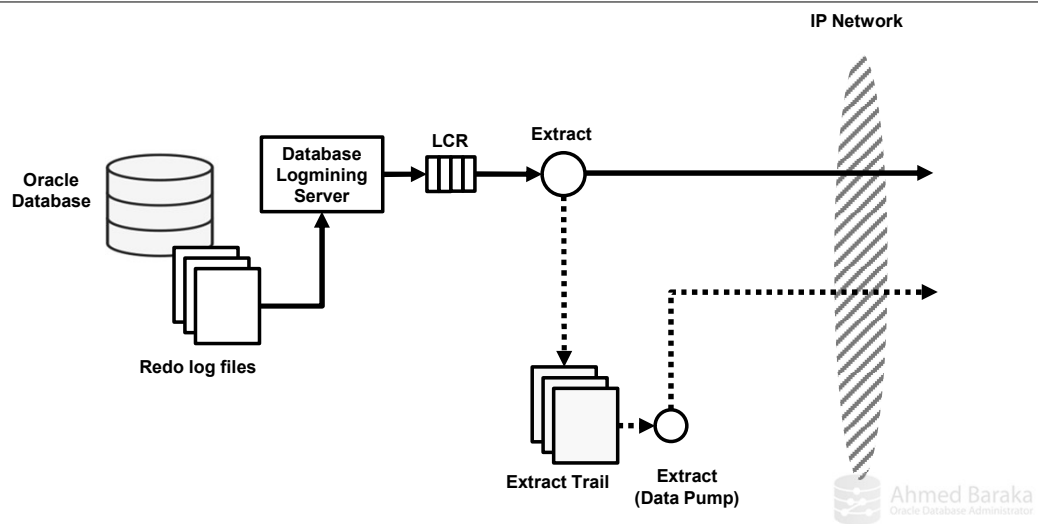 IP Network
LCR
Extract
Database
Logmining
Server
Oracle
Database
Redo log files
Extract Trail
Extract
(Data Pump)
Ahmed Baraka
Oracle Database Administrator